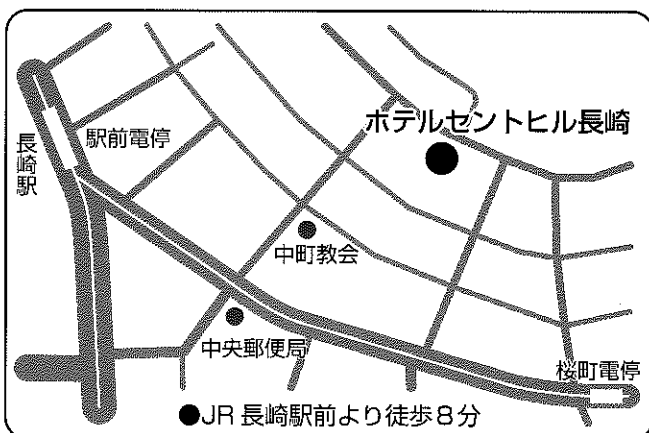 ホテルセントヒル長崎
駅前電停
長崎駅
中町教会
中央郵便局
桜町電停
●JR 長崎駅前より徒歩8分